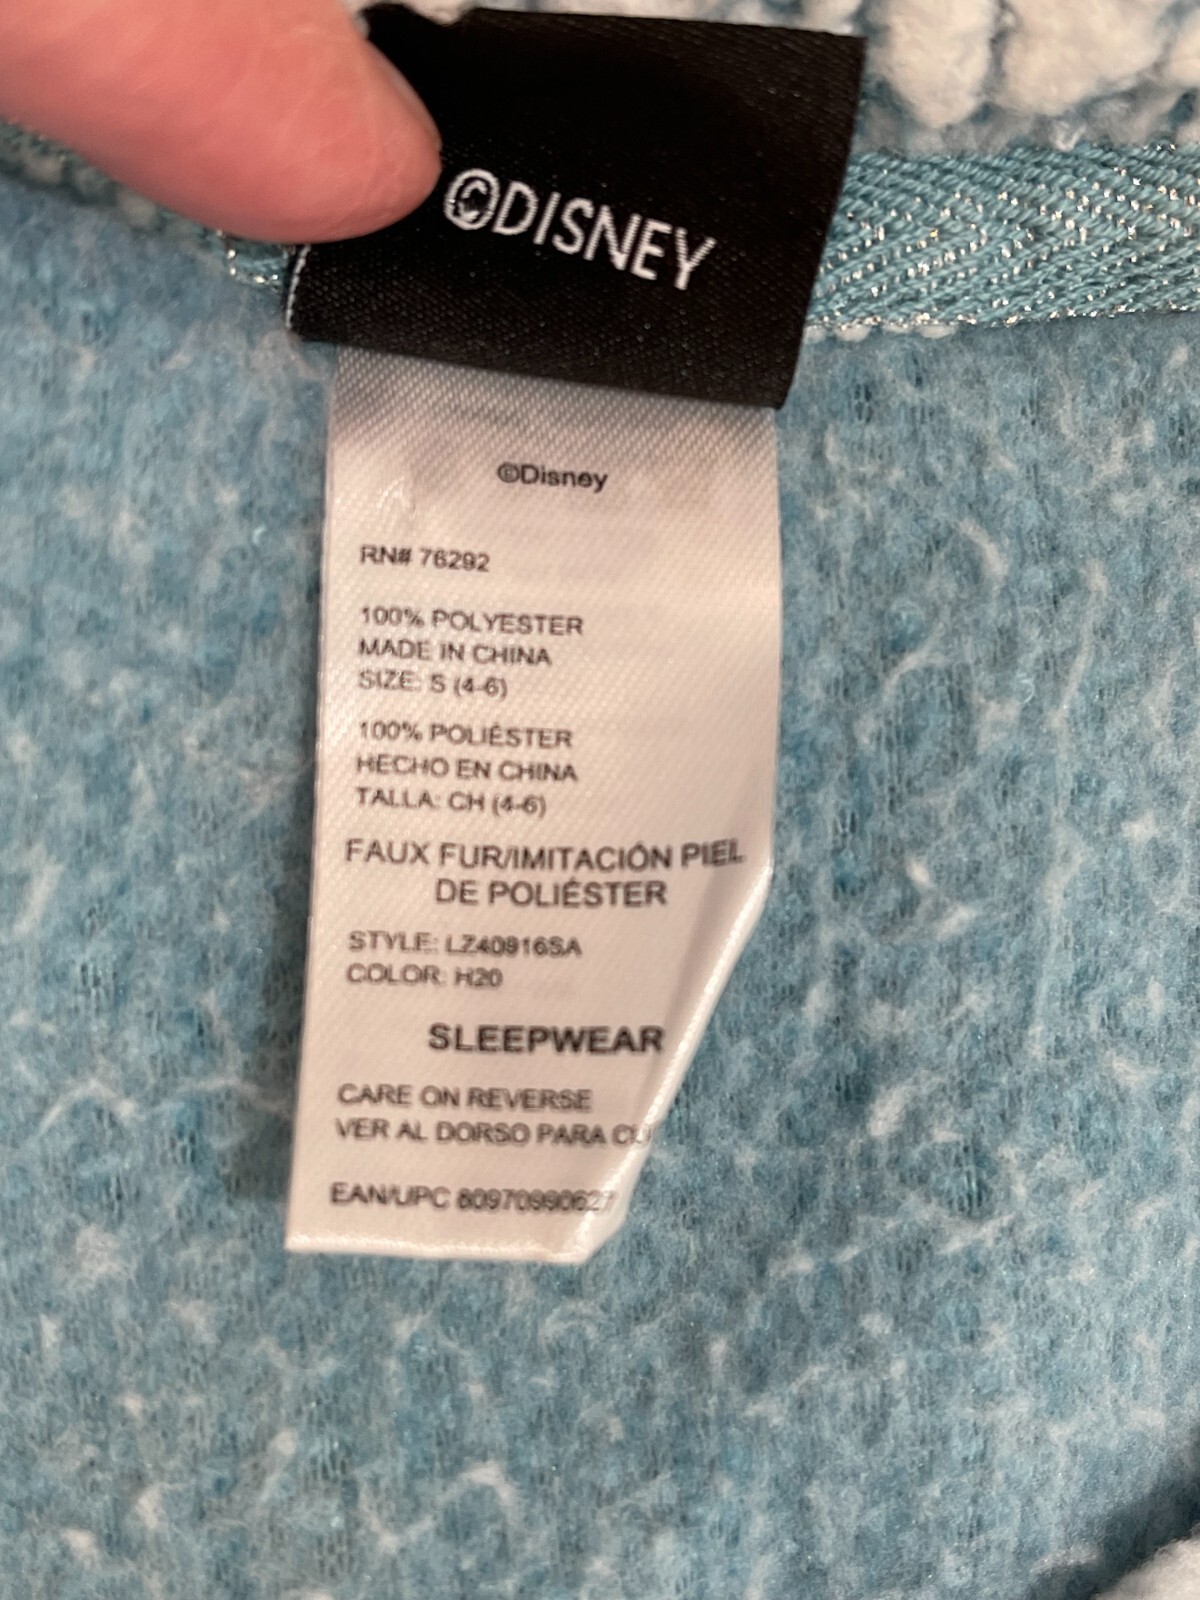 ©DISNEY
©Disney
RN# 76292
100% POLYESTER
MADE IN CHINA
SIZE: S (4-6)
100% POLIÉSTER
HECHO EN CHINA
TALLA: CH (4-6)
FAUX FUR/IMITACIÓN PIEL
DE POLIÉSTER
STYLE: LZ40916SA
COLOR: H20
SLEEPWEAR
CARE ON REVERSE
VER AL DORSO PARA
EAN/UPC